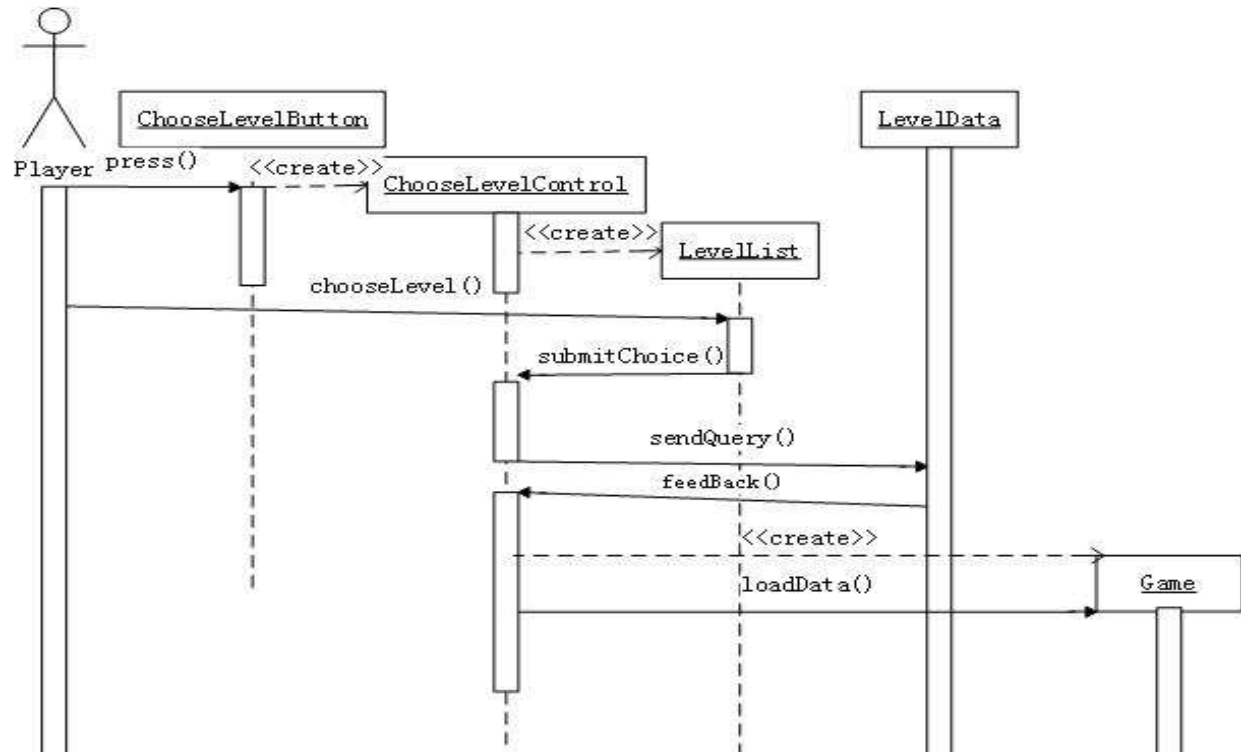 ChooseLevelButton
LevelData
Player
press()
<<create>>
ChooseLevelControl
<<create>>
LevelList
chooseLevel()
submitChoice()
sendQuery()
feedBack()
<<create>>
loadData()
Game